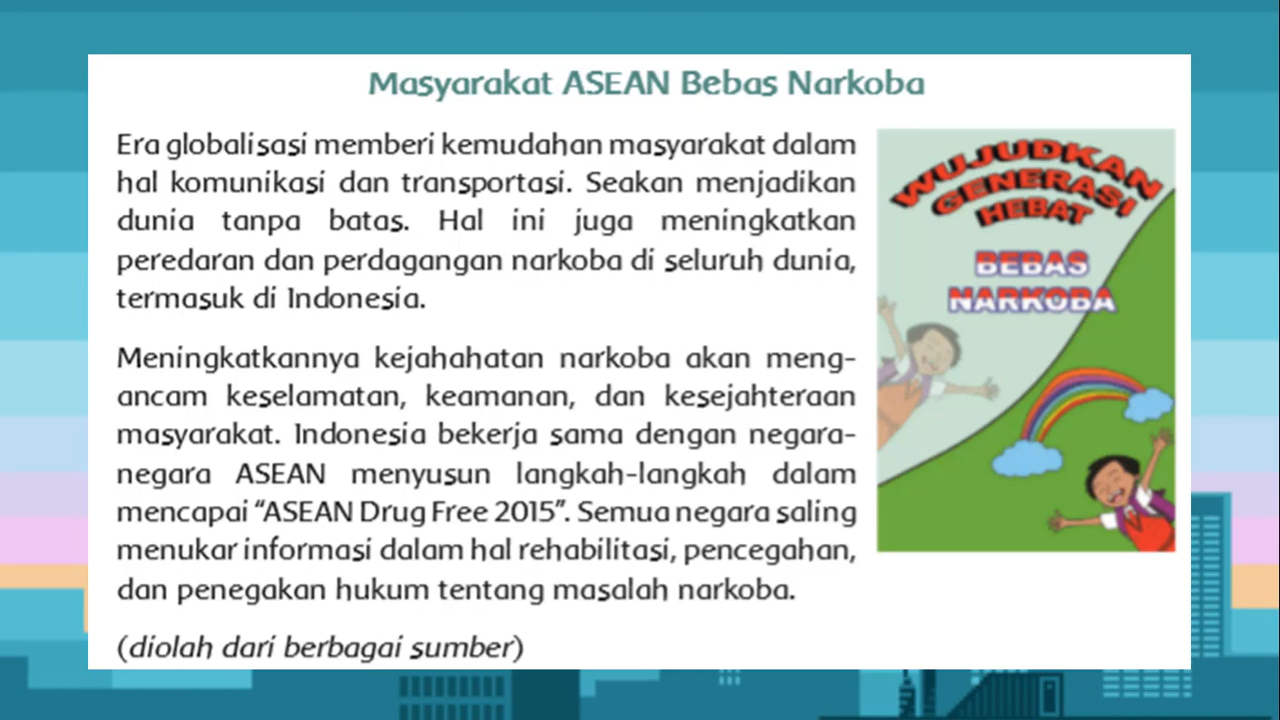 Masyarakat ASEAN Bebas Narkoba
Era globalisasi memberi kemudahan masyarakat dalam
hal komunikasi dan transportasi. Seakan menjadikan
dunia tanpa batas. Hal ini juga meningkatkan
peredaran dan perdagangan narkoba di seluruh dunia,
termasuk di Indonesia.
Meningkatkannya kejahahatan narkoba akan meng-
ancam keselamatan, keamanan, dan kesejahteraan
masyarakat. Indonesia bekerja sama dengan negara-
negara ASEAN menyusun langkah-langkah dalam
mencapai “ASEAN Drug Free 2015”. Semua negara saling
menukar informasi dalam hal rehabilitasi, pencegahan,
dan penegakan hukum tentang masalah narkoba.
(diolah dari berbagai sumber)
WUJUDKAN
GENERASI
HEBAT
BEBAS
NARKOBA